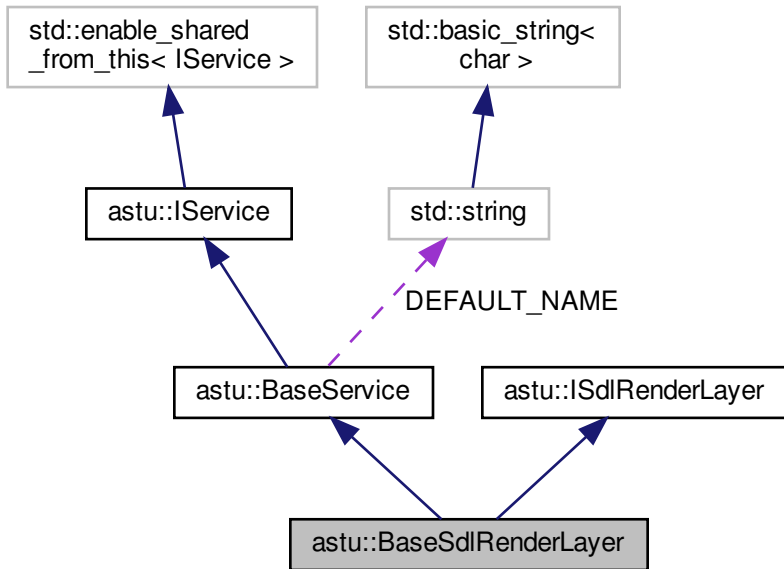 std::enable_shared
_from_this< IService >
std::basic_string<
char >
astu::IService
std::string
DEFAULT_NAME
astu::BaseService
astu::ISdlRenderLayer
astu::BaseSdlRenderLayer